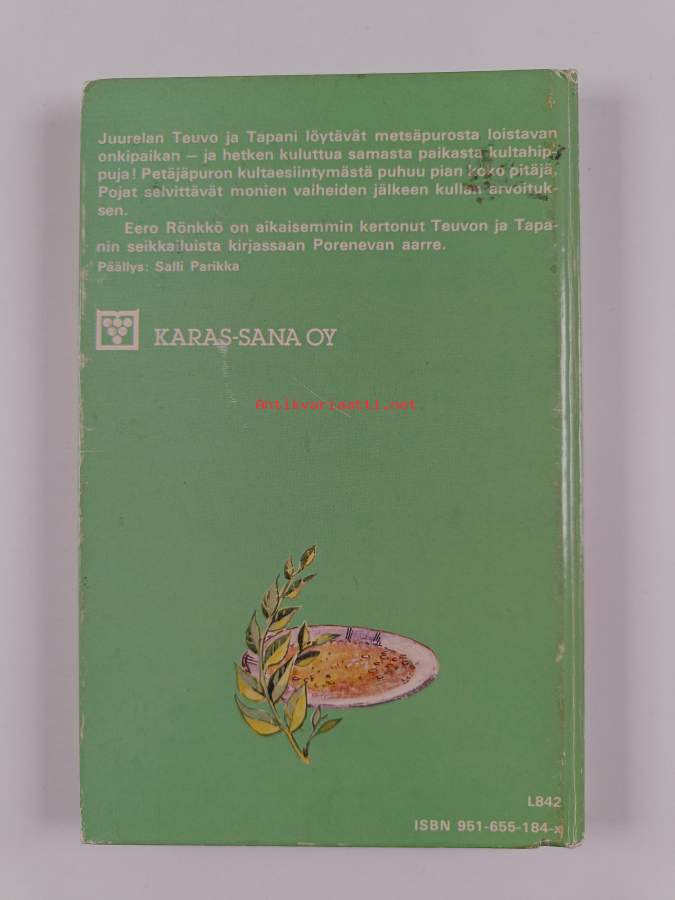 Juurelan Teuvo ja Tapani löytävät metsäpurosta loistavan
onkipaikan – ja hetken kuluttua samasta paikasta kultahip-
puja! Petäjäpuron kultaesiintymästä puhuu pian koko pitäjä.
Pojat selvittävät monien vaiheiden jälkeen kullan arvoituk-
sen.
Eero Rönkkö on aikaisemmin kertonut Teuvon ja Tapa-
nin seikkailuista kirjassaan Porenevan aarre.
Päällys: Salli Parikka
KARAS-SANA OY
Antikvariaatti.net
L842
ISBN 951-655-184-x